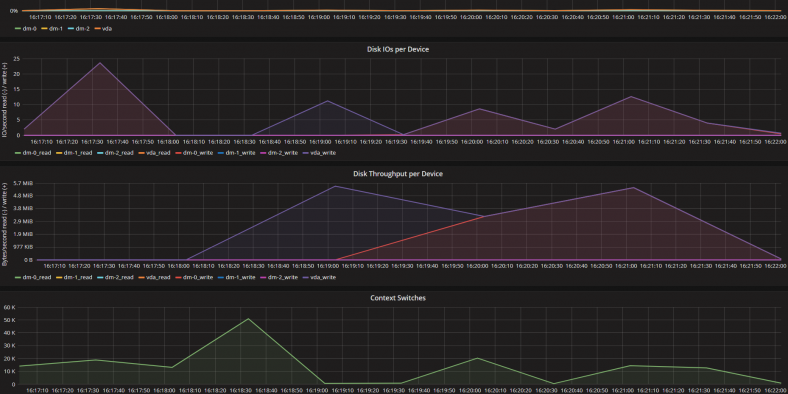 0%
16:17:10 16:17:20 16:17:30 16:17:40 16:17:50 16:18:00 16:18:10 16:18:20 16:18:30 16:18:40 16:18:50 16:19:00 16:19:10 16:19:20 16:19:30 16:19:40 16:19:50 16:20:00 16:20:10 16:20:20 16:20:30 16:20:40 16:20:50 16:21:00 16:21:10 16:21:20 16:21:30 16:21:40 16:21:50 16:22:00
dm-0 dm-1 dm-2 vda
Disk IOs per Device
IO/second read (-) / write (+)
25
20
15
10
5
0
16:17:10 16:17:20 16:17:30 16:17:40 16:17:50 16:18:00 16:18:10 16:18:20 16:18:30 16:18:40 16:18:50 16:19:00 16:19:10 16:19:20 16:19:30 16:19:40 16:19:50 16:20:00 16:20:10 16:20:20 16:20:30 16:20:40 16:20:50 16:21:00 16:21:10 16:21:20 16:21:30 16:21:40 16:21:50 16:22:00
dm-0_read dm-1_read dm-2_read vda_read dm-0_write dm-1_write dm-2_write vda_write
Disk Throughput per Device
Bytes/second read (-) / write (+)
5.7 MiB
4.8 MiB
3.8 MiB
2.9 MiB
1.9 MiB
977 KiB
0 B
16:17:10 16:17:20 16:17:30 16:17:40 16:17:50 16:18:00 16:18:10 16:18:20 16:18:30 16:18:40 16:18:50 16:19:00 16:19:10 16:19:20 16:19:30 16:19:40 16:19:50 16:20:00 16:20:10 16:20:20 16:20:30 16:20:40 16:20:50 16:21:00 16:21:10 16:21:20 16:21:30 16:21:40 16:21:50 16:22:00
dm-0_read dm-1_read dm-2_read vda_read dm-0_write dm-1_write dm-2_write vda_write
Context Switches
60 K
50 K
40 K
30 K
20 K
10 K
0
16:17:10 16:17:20 16:17:30 16:17:40 16:17:50 16:18:00 16:18:10 16:18:20 16:18:30 16:18:40 16:18:50 16:19:00 16:19:10 16:19:20 16:19:30 16:19:40 16:19:50 16:20:00 16:20:10 16:20:20 16:20:30 16:20:40 16:20:50 16:21:00 16:21:10 16:21:20 16:21:30 16:21:40 16:21:50 16:22:00